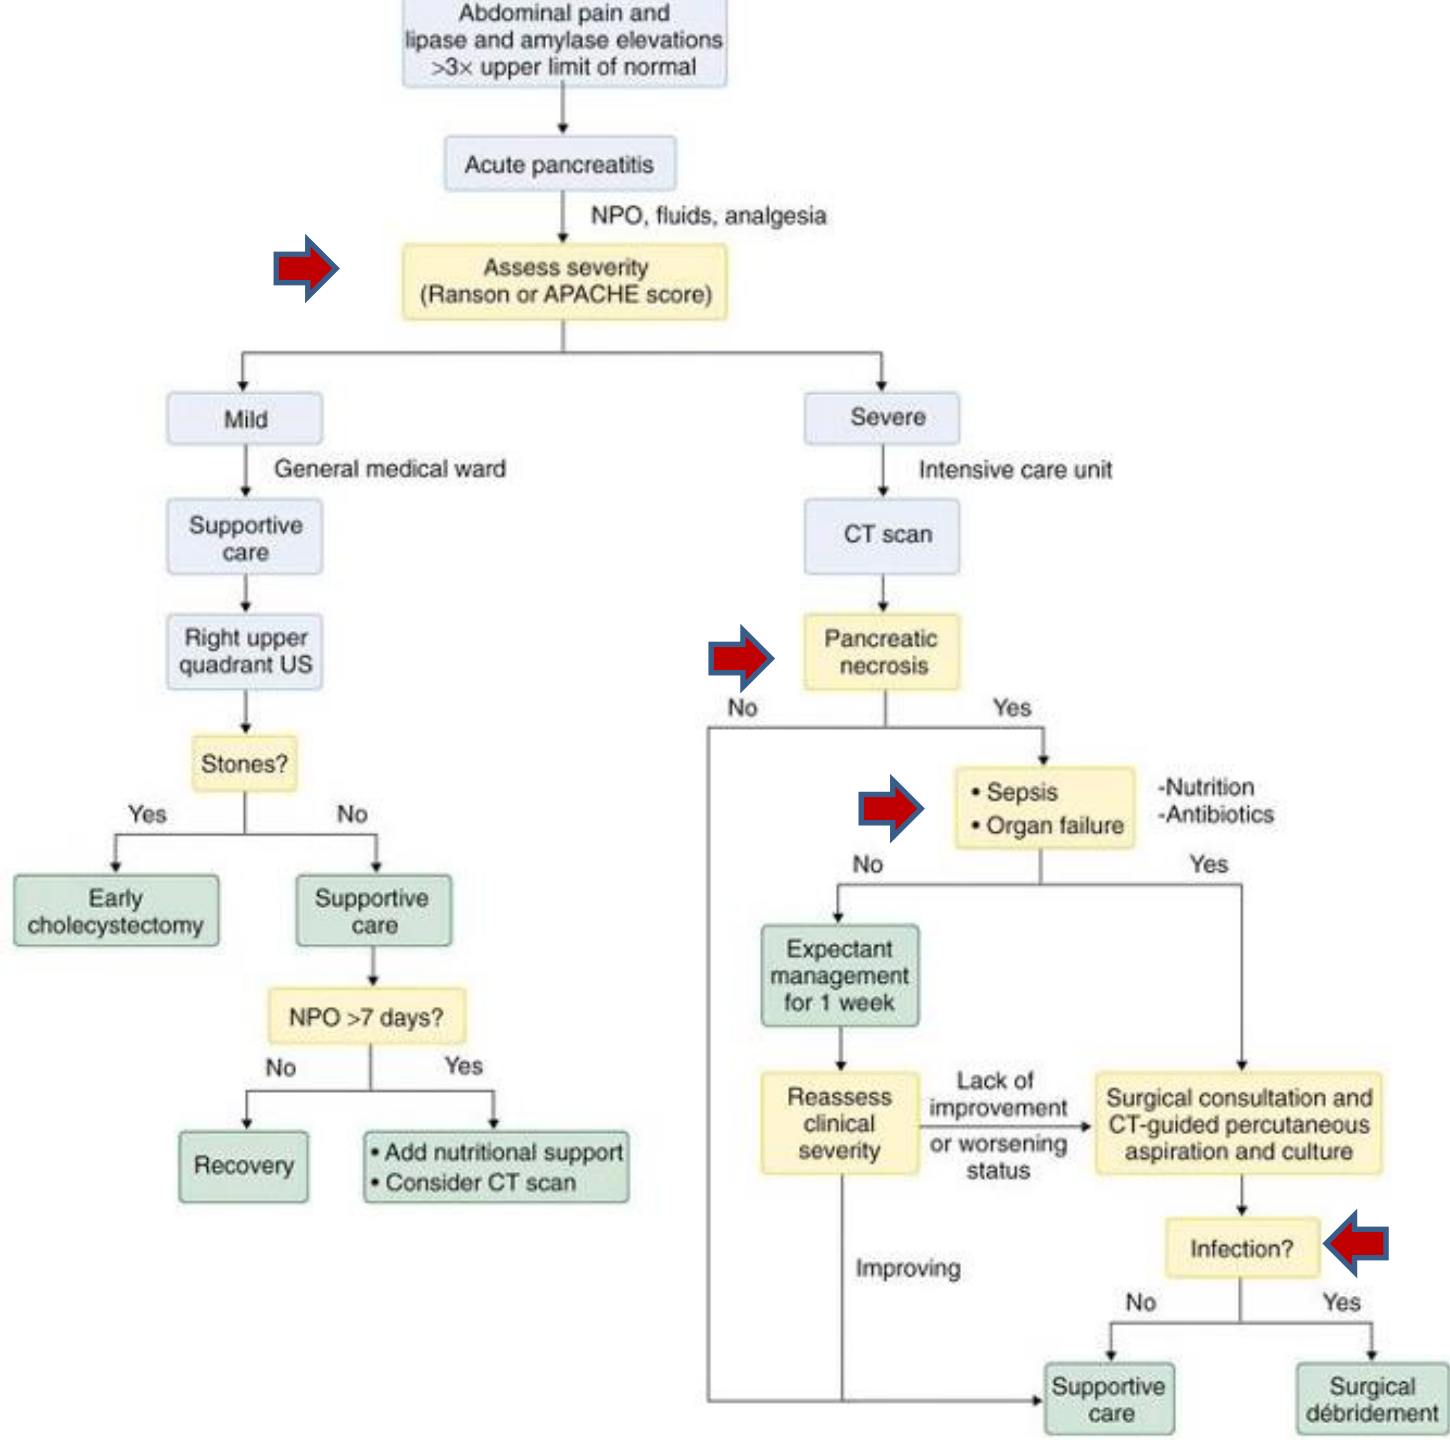 Abdominal pain and
lipase and amylase elevations
>3× upper limit of normal
Acute pancreatitis
NPO, fluids, analgesia
Assess severity
(Ranson or APACHE score)
Mild
Severe
General medical ward
Intensive care unit
Supportive
care
CT scan
Right upper
quadrant US
Pancreatic
necrosis
No
Yes
Stones?
• Sepsis
• Organ failure
-Nutrition
-Antibiotics
Yes
No
No
Yes
Early
cholecystectomy
Supportive
care
Expectant
management
for 1 week
NPO >7 days?
No
Yes
Reassess
clinical
severity
Lack of
improvement
or worsening
status
Surgical consultation and
CT-guided percutaneous
aspiration and culture
Recovery
• Add nutritional support
• Consider CT scan
Improving
Infection?
No
Yes
Supportive
care
Surgical
débridement